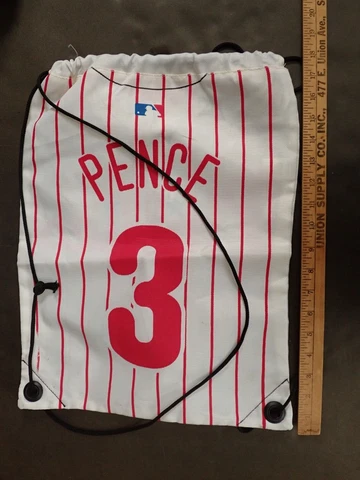 PENCE
3
UNION SUPPLY CO. INC., 477 E. Union Ave.,